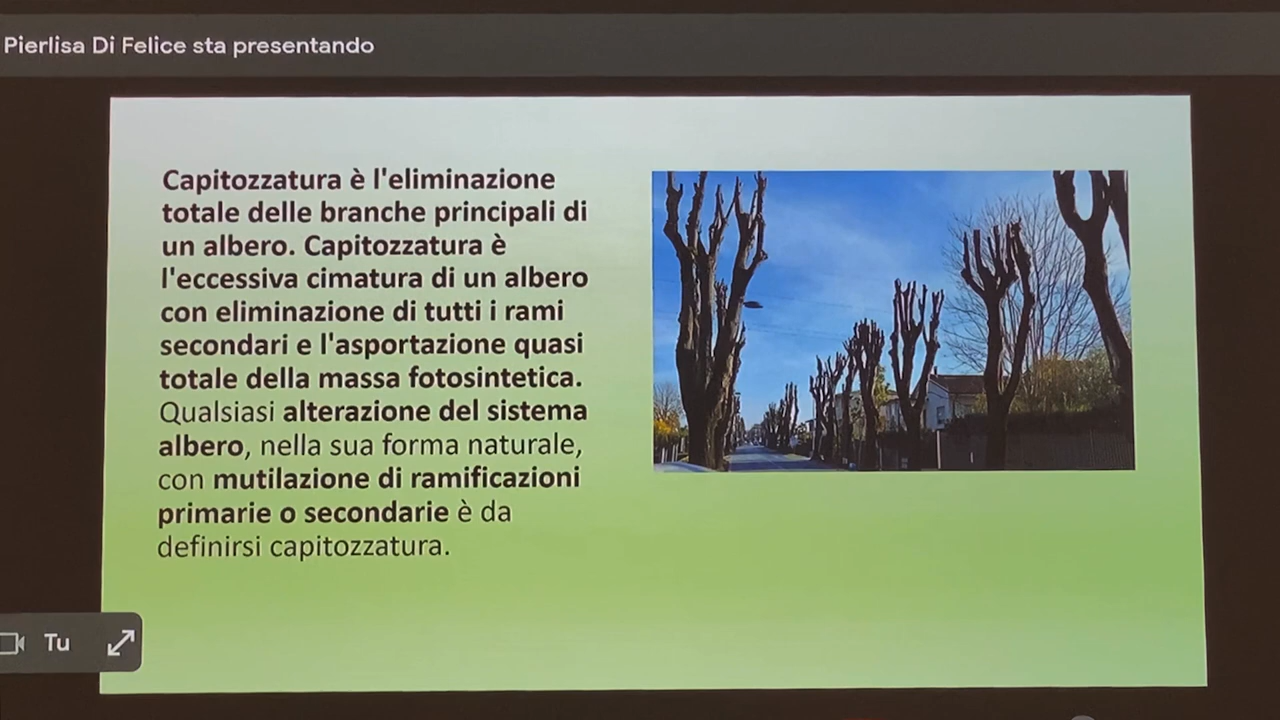 Pierlisa Di Felice sta presentando
Capitozzatura è l'eliminazione
totale delle branche principali di
un albero. Capitozzatura è
l'eccessiva cimatura di un albero
con eliminazione di tutti i rami
secondari e l'asportazione quasi
totale della massa fotosintetica.
Qualsiasi alterazione del sistema
albero, nella sua forma naturale,
con mutilazione di ramificazioni
primarie o secondarie è da
definirsi capitozzatura.
Tu